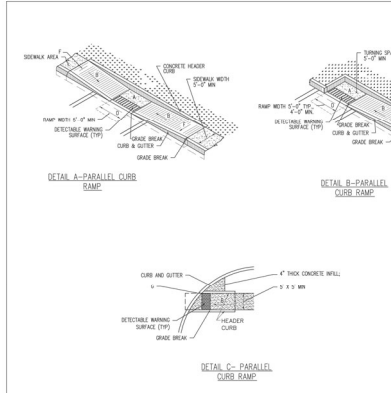 F
SIDEWALK AREA
CONCRETE HEADER
CURB
SIDEWALK WIDTH
5'-0" MIN
B
A
B
F
RAMP WIDTH 5'-0" MIN
D
DETECTABLE WARNING
SURFACE (TYP)
GRADE BREAK
CURB & GUTTER
GRADE BREAK
DETAIL A-PARALLEL CURB
RAMP
TURNING
5'-0" MIN
A
RAMP WIDTH 5'-0" TYP,
4'-0" MIN.
D
B
DETECTABLE WARNING
SURFACE (TYP)
GRADE BREAK
CURB & GUTTER
GRADE BREAK
DETAIL B-PARALLEL
CURB RAMP
CURB AND GUTTER
4" THICK CONCRETE INFILL;
G
5' X 5' MIN
DETECTABLE WARNING
SURFACE (TYP)
HEADER
CURB
GRADE BREAK
DETAIL C- PARALLEL
CURB RAMP